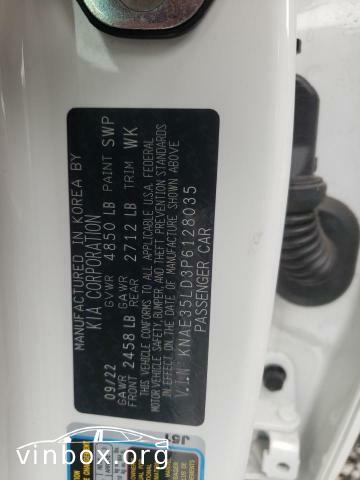 MANUFACTURED IN KOREA BY
KIA CORPORATION
09/22 GVWR 4850 LB PAINT SWP
GAWR FRONT 2458 LB GAWR REAR 2712 LB TRIM WK
THIS VEHICLE CONFORMS TO ALL APPLICABLE U.S.A. FEDERAL
MOTOR VEHICLE SAFETY, BUMPER, AND THEFT PREVENTION STANDARDS
IN EFFECT ON THE DATE OF MANUFACTURE SHOWN ABOVE
V.I.N: KNAE35LD3P6128035
PASSENGER CAR
J51
vinbox.org